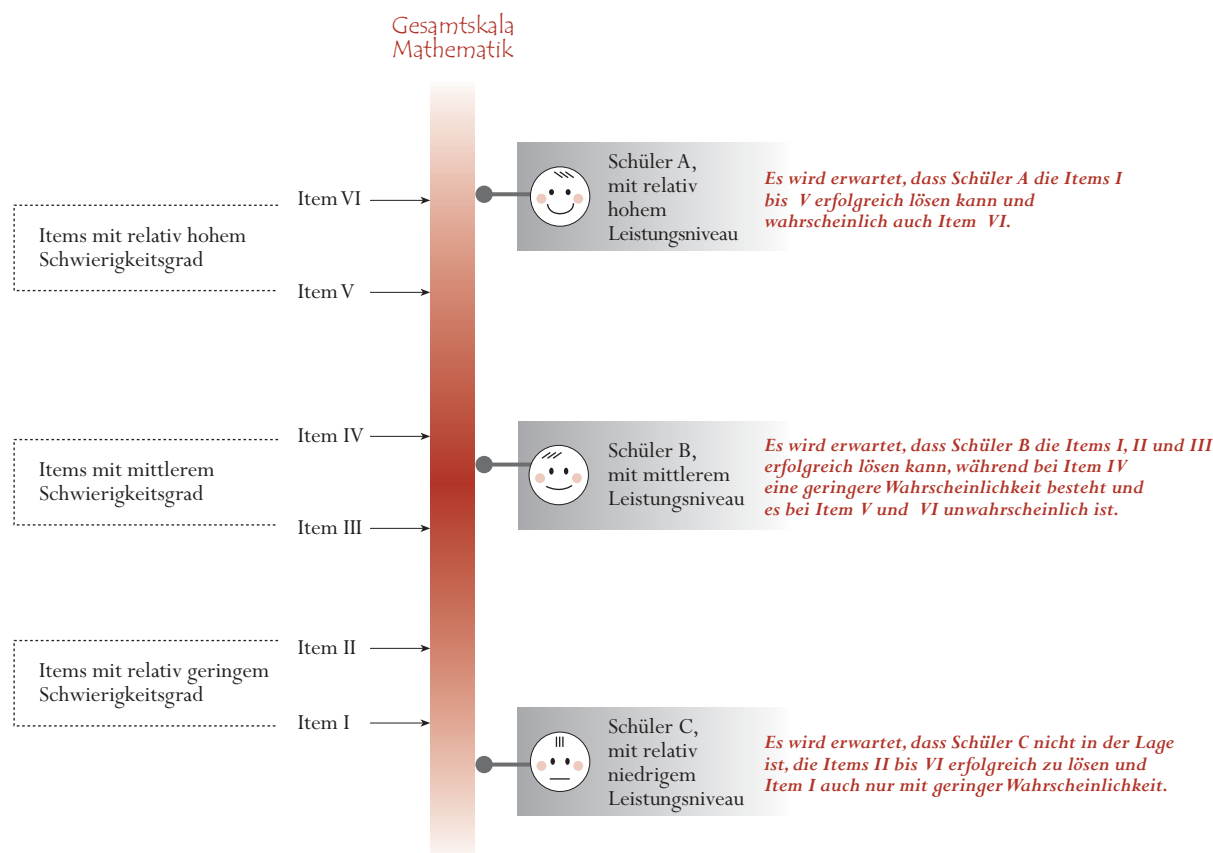 Gesamtskala
Mathematik
Schüler A,
mit relativ
hohem
Leistungsniveau
Es wird erwartet, dass Schüler A die Items I
bis V erfolgreich lösen kann und
wahrscheinlich auch Item VI.
Item VI
Items mit relativ hohem
Schwierigkeitsgrad
Item V
Item IV
Items mit mittlerem
Schwierigkeitsgrad
Item III
Schüler B,
mit mittlerem
Leistungsniveau
Es wird erwartet, dass Schüler B die Items I, II und III
erfolgreich lösen kann, während bei Item IV
eine geringere Wahrscheinlichkeit besteht und
es bei Item V und VI unwahrscheinlich ist.
Item II
Items mit relativ geringem
Schwierigkeitsgrad
Item I
Schüler C,
mit relativ
niedrigem
Leistungsniveau
Es wird erwartet, dass Schüler C nicht in der Lage
ist, die Items II bis VI erfolgreich zu lösen und
Item I auch nur mit geringer Wahrscheinlichkeit.